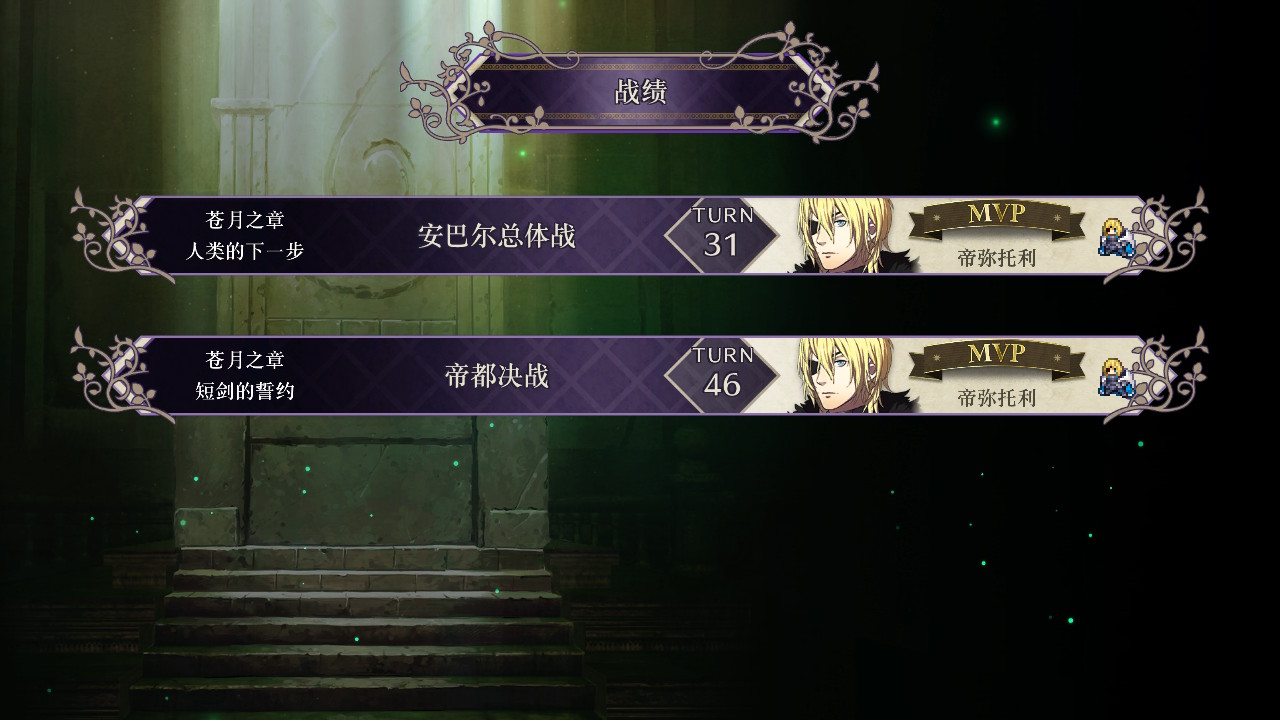 战绩
苍月之章
人类的下一步
安巴尔总体战
TURN
31
MVP
帝弥托利
苍月之章
短剑的誓约
帝都决战
TURN
46
MVP
帝弥托利